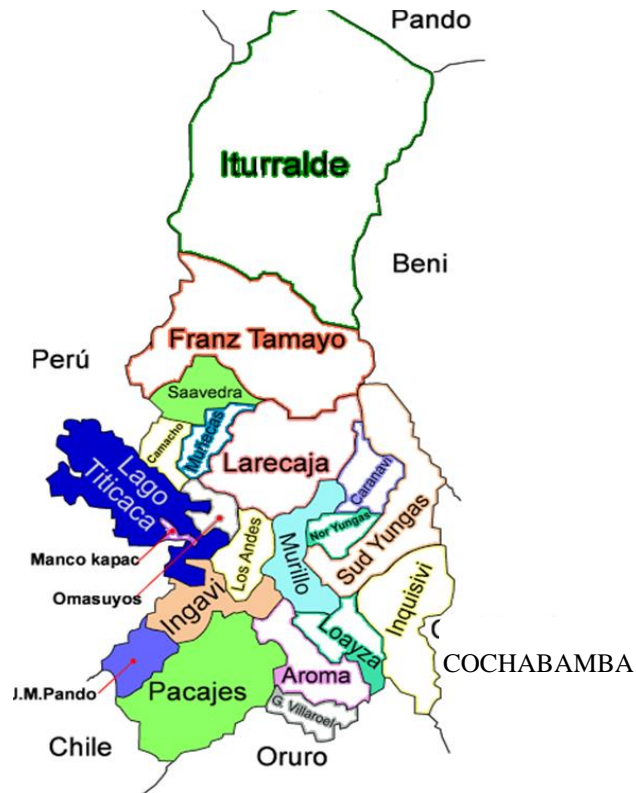 Pando
Iturralde
Beni
Franz Tamayo
Perú
Saavedra
Camacho
Muñecas
Larecaja
Caranavi
Lago
Titicaca
Nor Yungas
Sud Yungas
Manco kapac
Los Andes
Murillo
Omasuyos
Ingavi
Inquisivi
Loayza
COCHABAMBA
Aroma
J.M.Pando
Pacajes
G. Villaroel
Chile
Oruro